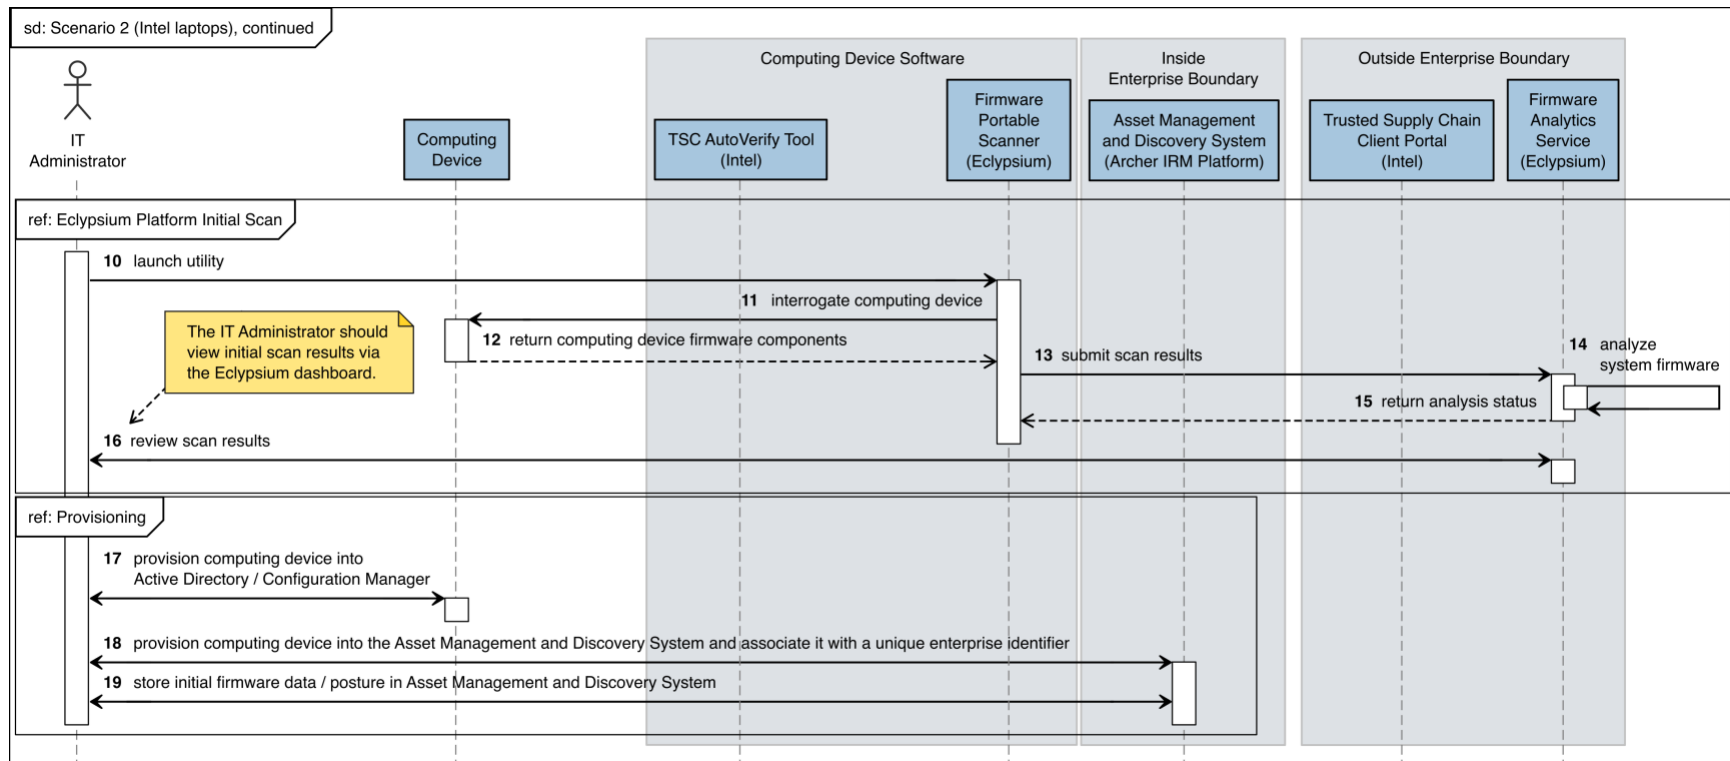 sd: Scenario 2 (Intel laptops), continued
Computing Device Software
Inside
Enterprise Boundary
Outside Enterprise Boundary
IT
Administrator
Computing
Device
TSC AutoVerify Tool
(Intel)
Firmware
Portable
Scanner
(Eclypsium)
Asset Management
and Discovery System
(Archer IRM Platform)
Trusted Supply Chain
Client Portal
(Intel)
Firmware
Analytics
Service
(Eclypsium)
ref: Eclypsium Platform Initial Scan
10 launch utility
11 interrogate computing device
The IT Administrator should
view initial scan results via
the Eclypsium dashboard.
12 return computing device firmware components
13 submit scan results
14 analyze
system firmware
15 return analysis status
16 review scan results
ref: Provisioning
17 provision computing device into
Active Directory / Configuration Manager
18 provision computing device into the Asset Management and Discovery System and associate it with a unique enterprise identifier
19 store initial firmware data / posture in Asset Management and Discovery System